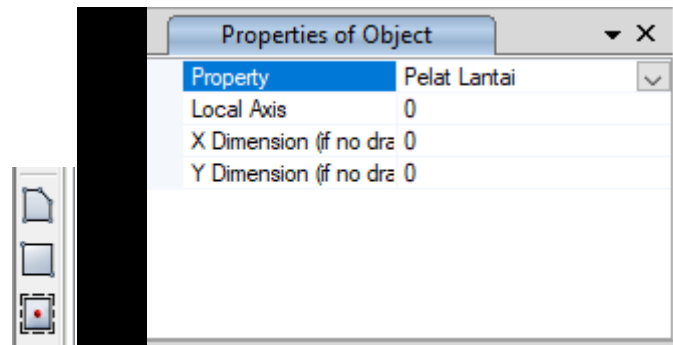 Properties of Object
Property Pelat Lantai
Local Axis 0
X Dimension (if no dra 0
Y Dimension (if no dra 0